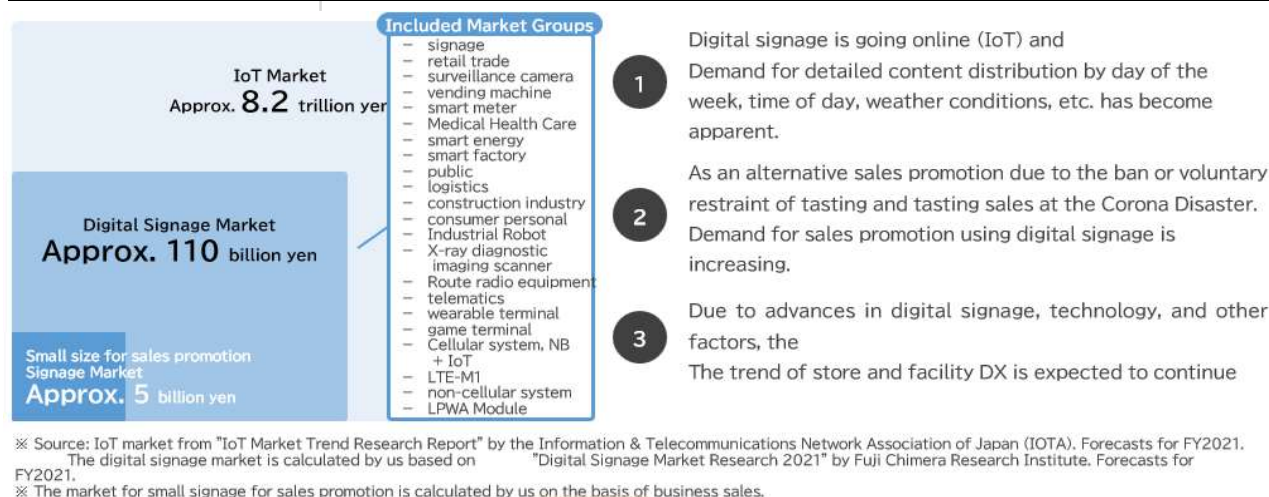 IoT Market
Approx. 8.2 trillion yen
Digital Signage Market
Approx. 110 billion yen
Small size for sales promotion
Signage Market
Approx. 5 billion yen
Included Market Groups
– signage
– retail trade
– surveillance camera
– vending machine
– smart meter
– Medical Health Care
– smart energy
– smart factory
– public
– logistics
– construction industry
– consumer personal
– Industrial Robot
– X-ray diagnostic
imaging scanner
– Route radio equipment
– telematics
– wearable terminal
– game terminal
– Cellular system, NB
+ IoT
– LTE-M1
– non-cellular system
– LPWA Module
1
Digital signage is going online (IoT) and
Demand for detailed content distribution by day of the
week, time of day, weather conditions, etc. has become
apparent.
2
As an alternative sales promotion due to the ban or voluntary
restraint of tasting and tasting sales at the Corona Disaster.
Demand for sales promotion using digital signage is
increasing.
3
Due to advances in digital signage, technology, and other
factors, the
The trend of store and facility DX is expected to continue
※ Source: IoT market from "IoT Market Trend Research Report" by the Information & Telecommunications Network Association of Japan (IOTA). Forecasts for FY2021.
The digital signage market is calculated by us based on "Digital Signage Market Research 2021" by Fuji Chimera Research Institute. Forecasts for
FY2021.
※ The market for small signage for sales promotion is calculated by us on the basis of business sales.